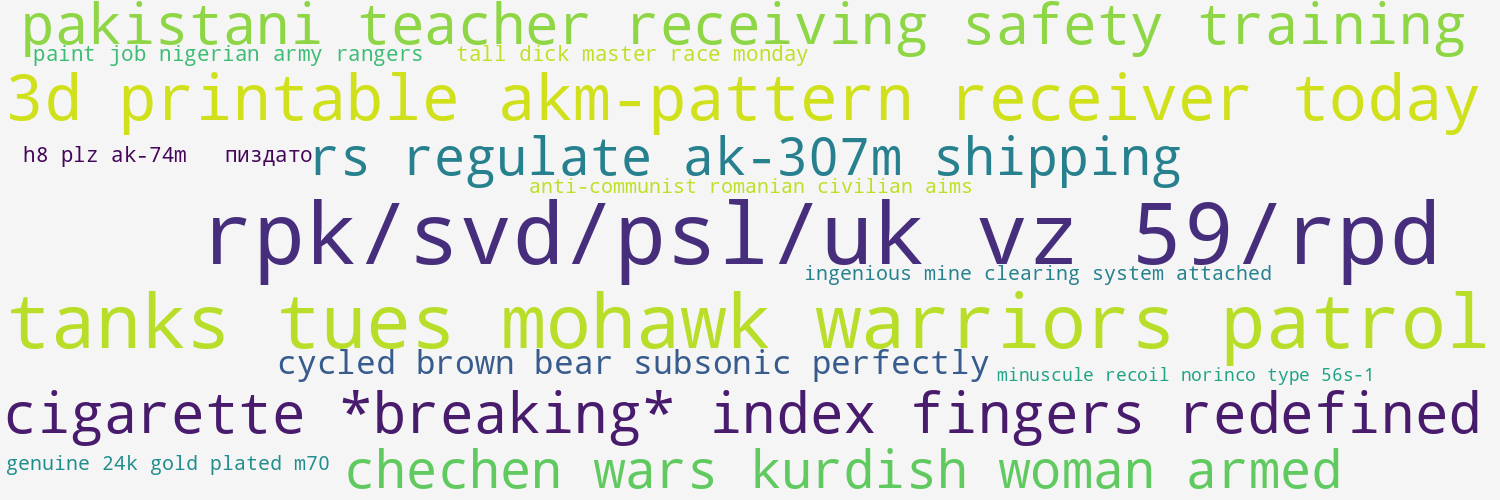 pakistani teacher receiving safety training
paint job nigerian army rangers
tall dick master race monday
3d printable akm-pattern receiver today
h8 plz ak-74m
пиздато
rs regulate ak-307m shipping
anti-communist romanian civilian aims
rpk/svd/psl/uk vz 59/rpd
ingenious mine clearing system attached
tanks tues mohawk warriors patrol
cycled brown bear subsonic perfectly
minuscule recoil norinco type 56s-1
cigarette *breaking* index fingers redefined
genuine 24k gold plated m70
chechen wars kurdish woman armed